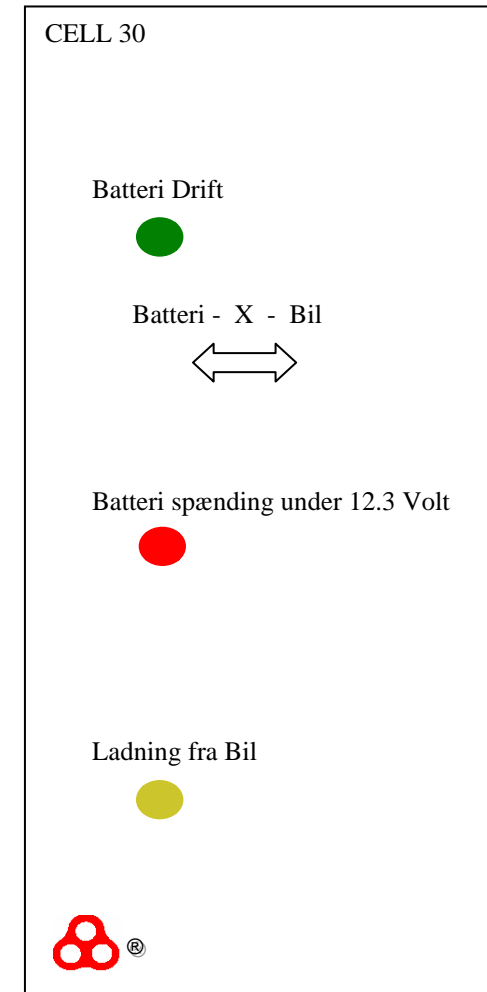 CELL 30
Batteri Drift
Batteri - X - Bil
Batteri spænding under 12.3 Volt
Ladning fra Bil
®